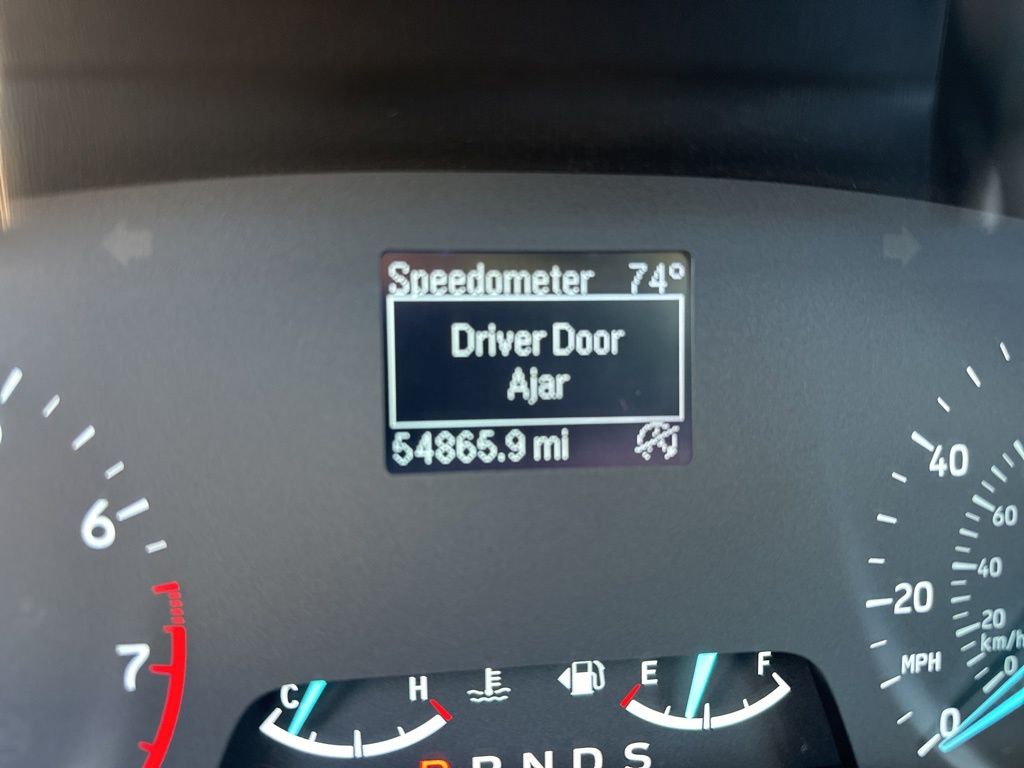 Speedometer 74°
Driver Door
Ajar
54865.9 mi
6
7
40
20
MPH
0
60
40
20
km/h
0
C H
E F
P R N D S